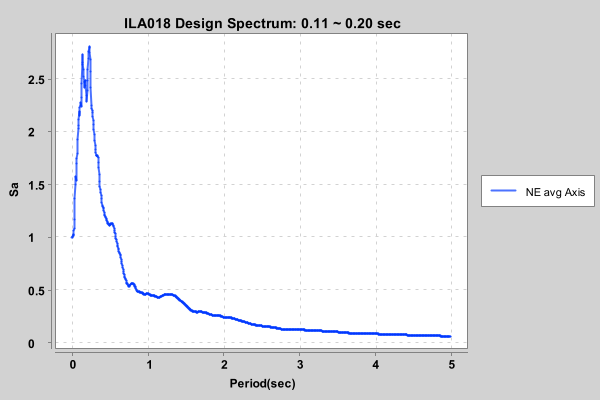 ILA018 Design Spectrum: 0.11 ~ 0.20 sec
2.5
2
1.5
1
0.5
0
Sa
0 1 2 3 4 5
Period(sec)
NE avg Axis